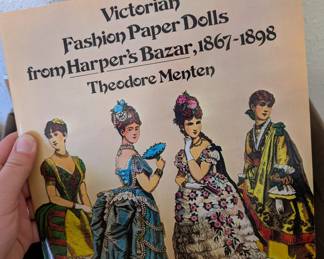 Victorian
Fashion Paper Dolls
from Harper's Bazar, 1867-1898
Theodore Menten